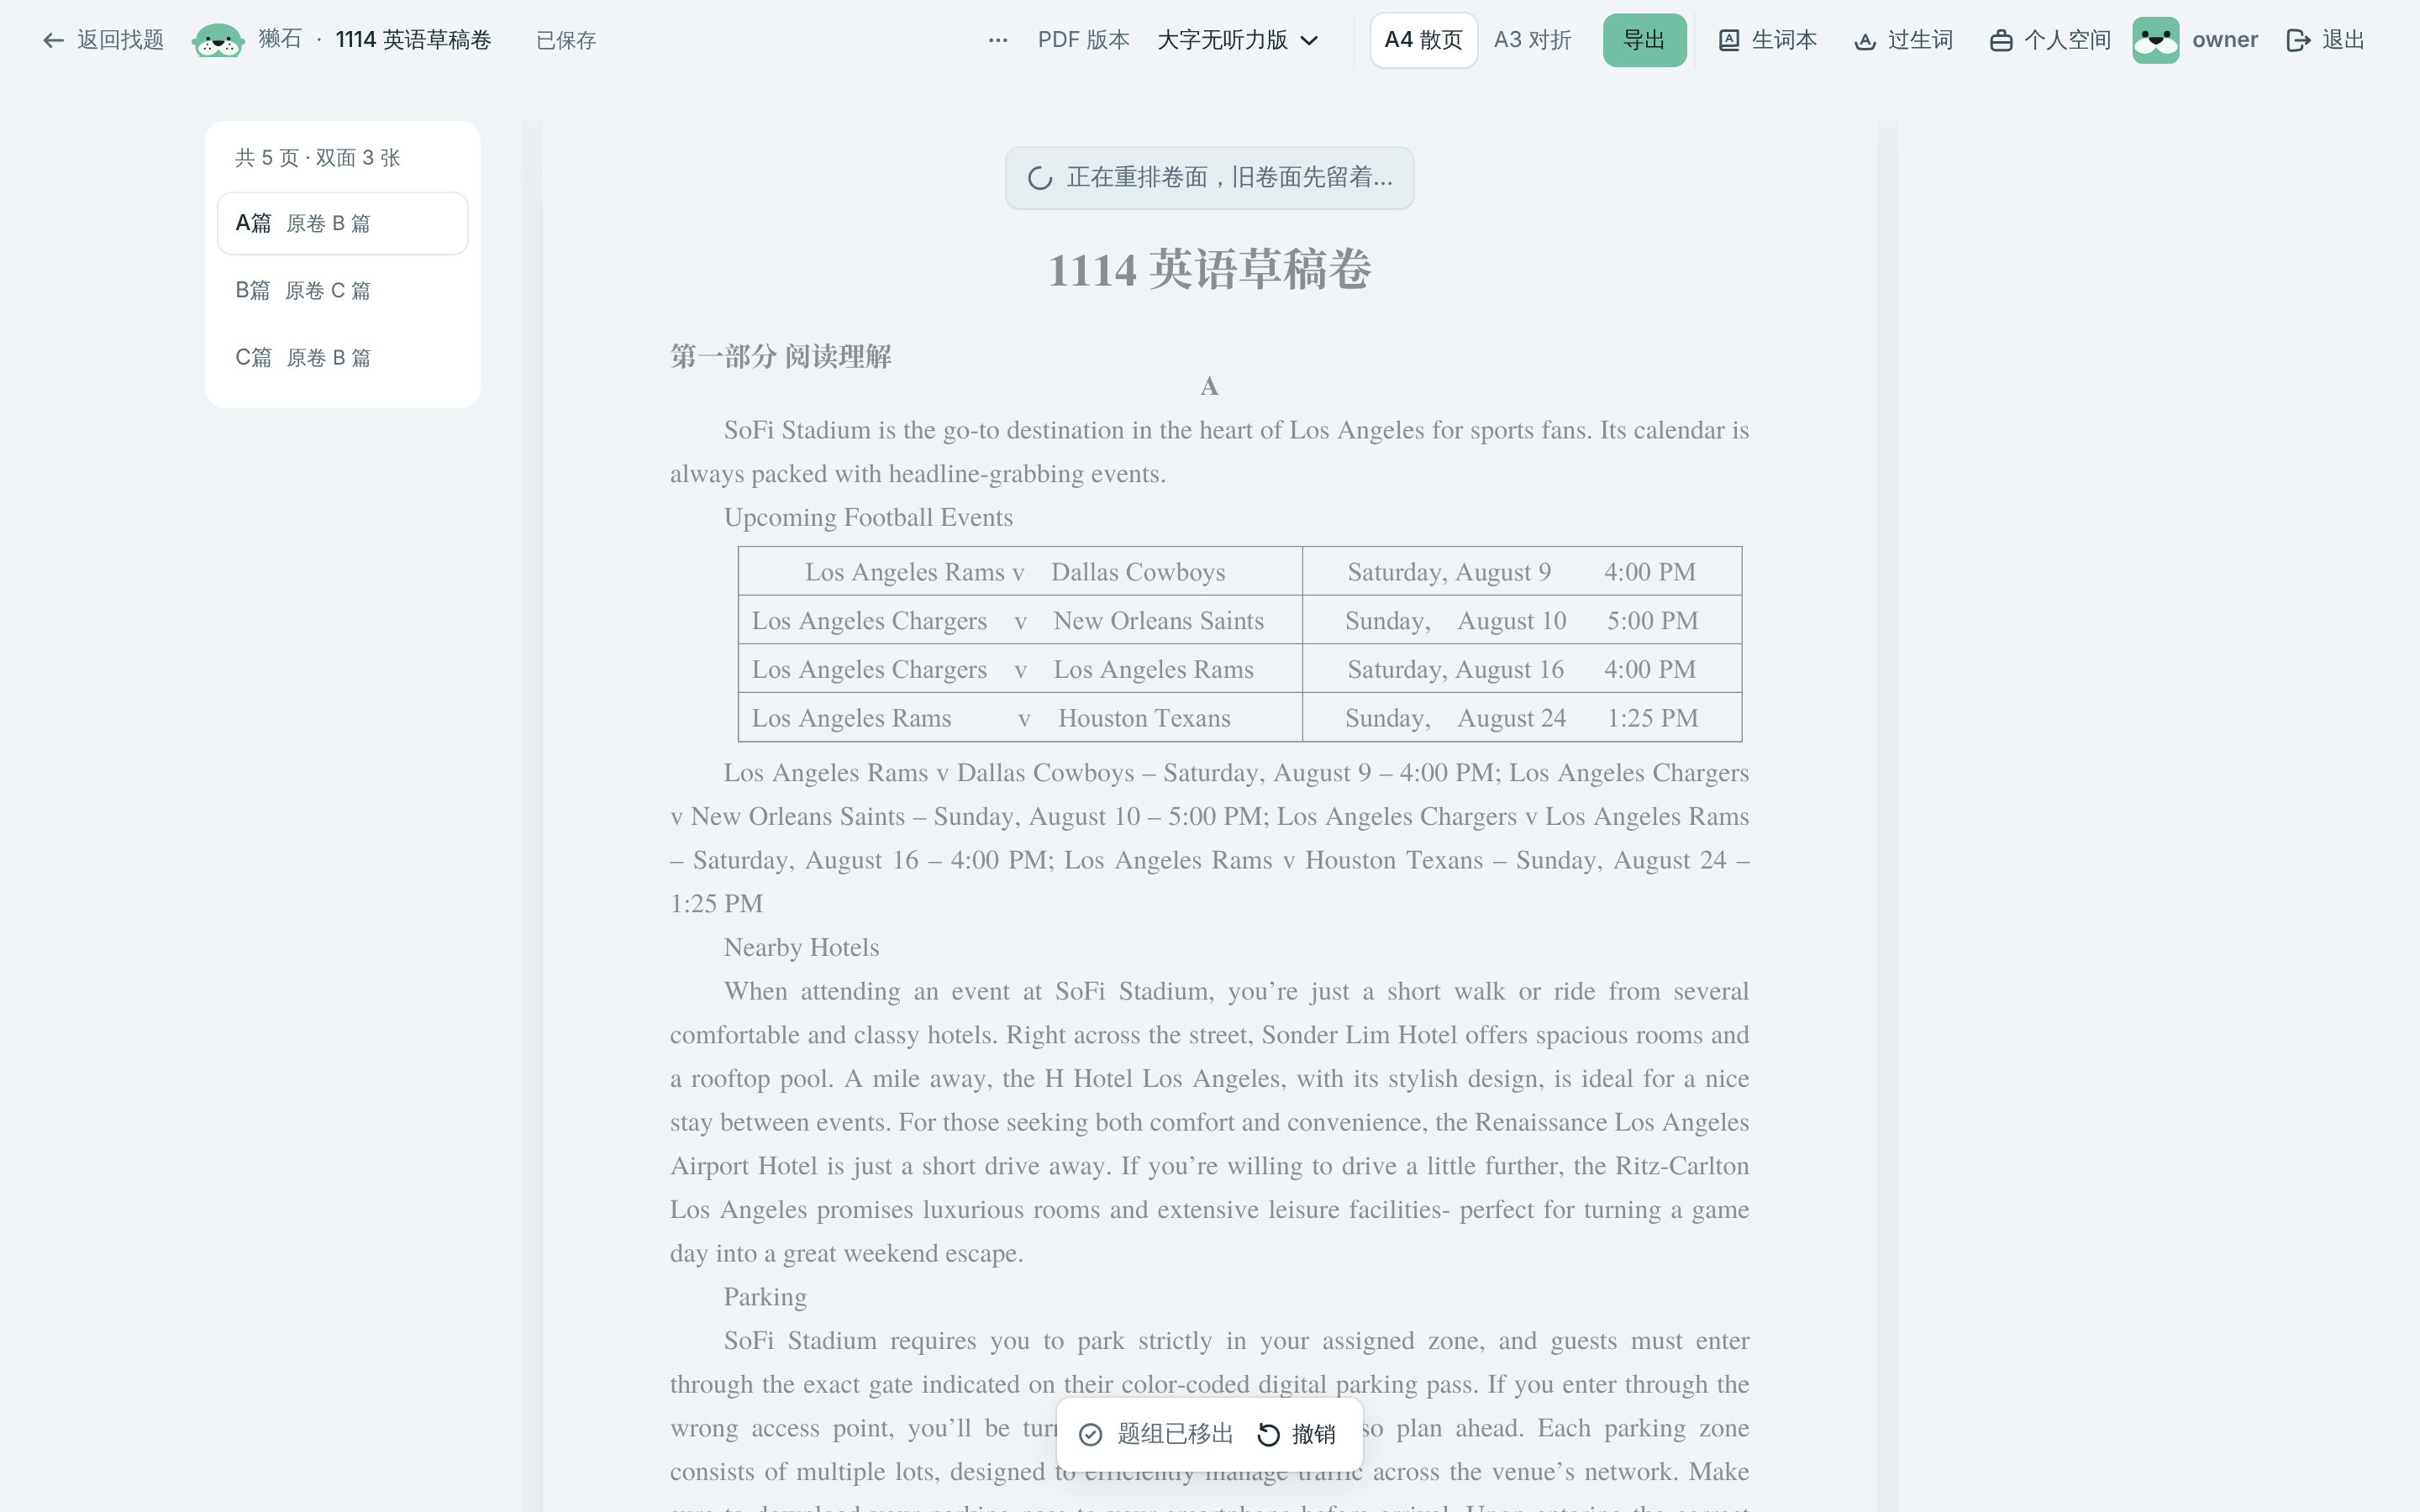 返回找题 獭石 · 1114 英语草稿卷 已保存 ··· PDF 版本 大字无听力版 A4 散页 A3 对折 导出 生词本 过生词 个人空间 owner 退出
共 5 页 · 双面 3 张
A篇 原卷 B 篇
B篇 原卷 C 篇
C篇 原卷 B 篇
正在重排卷面，旧卷面先留着...
1114 英语草稿卷
第一部分 阅读理解
A
SoFi Stadium is the go-to destination in the heart of Los Angeles for sports fans. Its calendar is
always packed with headline-grabbing events.
Upcoming Football Events
Los Angeles Rams v Dallas Cowboys Saturday, August 9 4:00 PM
Los Angeles Chargers v New Orleans Saints Sunday, August 10 5:00 PM
Los Angeles Chargers v Los Angeles Rams Saturday, August 16 4:00 PM
Los Angeles Rams v Houston Texans Sunday, August 24 1:25 PM
Los Angeles Rams v Dallas Cowboys – Saturday, August 9 – 4:00 PM; Los Angeles Chargers
v New Orleans Saints – Sunday, August 10 – 5:00 PM; Los Angeles Chargers v Los Angeles Rams
– Saturday, August 16 – 4:00 PM; Los Angeles Rams v Houston Texans – Sunday, August 24 –
1:25 PM
Nearby Hotels
When attending an event at SoFi Stadium, you’re just a short walk or ride from several
comfortable and classy hotels. Right across the street, Sonder Lim Hotel offers spacious rooms and
a rooftop pool. A mile away, the H Hotel Los Angeles, with its stylish design, is ideal for a nice
stay between events. For those seeking both comfort and convenience, the Renaissance Los Angeles
Airport Hotel is just a short drive away. If you’re willing to drive a little further, the Ritz-Carlton
Los Angeles promises luxurious rooms and extensive leisure facilities- perfect for turning a game
day into a great weekend escape.
Parking
SoFi Stadium requires you to park strictly in your assigned zone, and guests must enter
through the exact gate indicated on their color-coded digital parking pass. If you enter through the
wrong access point, you’ll be so plan ahead. Each parking zone
consists of multiple lots, designed to efficiently manage traffic across the venue’s network. Make
题组已移出 撤销